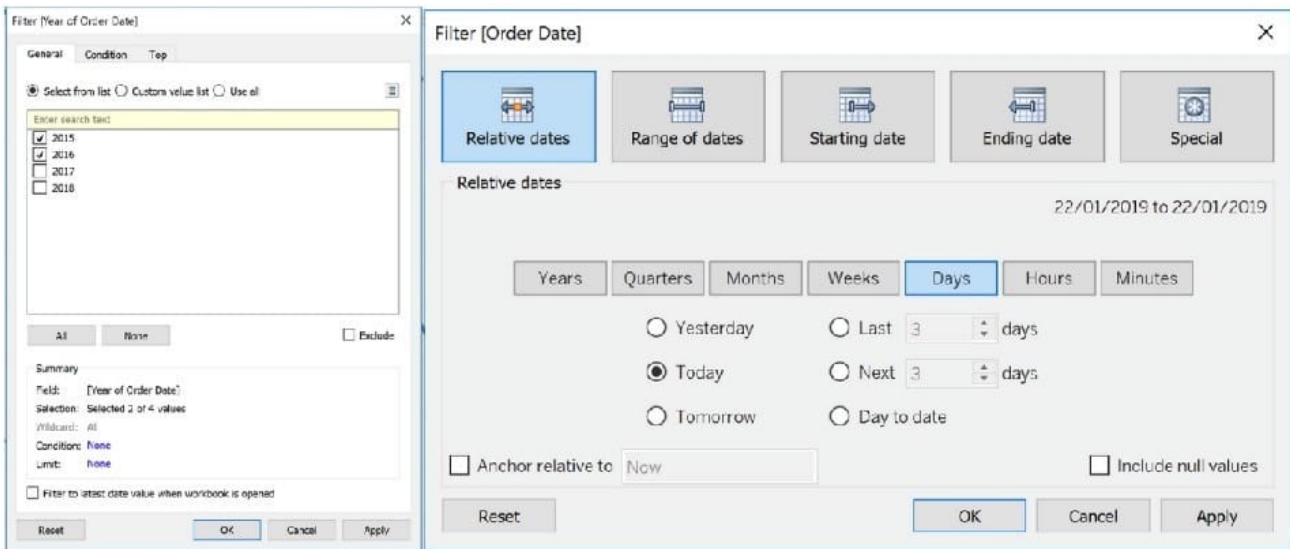 Filter [Year of Order Date]
General Condition Top
Select from list Custom value list Use all
Enter search text
2015
2016
2017
2018
All None Exclude
Summary
Field: [Year of Order Date]
Selection: Selected 2 of 4 values
Wildcard: All
Condition: None
Limit: None
Filter to latest date value when workbook is opened
Reset OK Cancel Apply
Filter [Order Date]
Relative dates Range of dates Starting date Ending date Special
Relative dates
22/01/2019 to 22/01/2019
Years Quarters Months Weeks Days Hours Minutes
Yesterday Last 3 days
Today Next 3 days
Tomorrow Day to date
Anchor relative to Now Include null values
Reset OK Cancel Apply